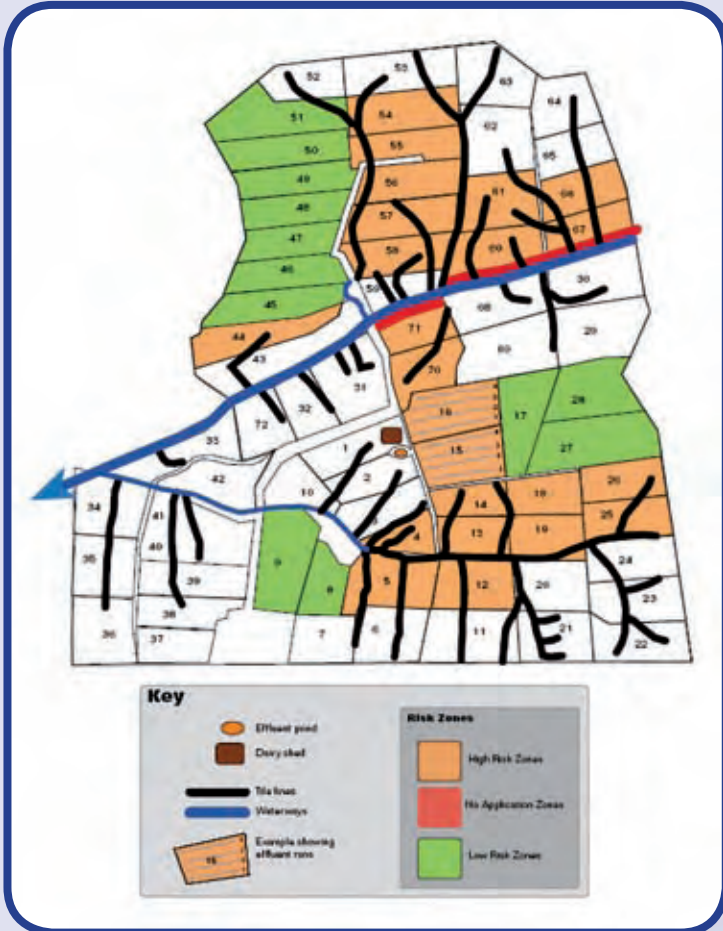 52 53 63
51 54 64
62
50 55 65
49 56
48 57 61 66
47 58 60 67
46 59 30
45 68
44 71 29
43 69
31 70
32 16 28
33 72 17
1 15 27
42 2
10
34 41 3 14 18 26
4 13 19 25
40
35 9 5 24
39 8 12 20 23
38
36 37 7 6 11 21 22
Key
Effluent pond
Dairy shed
Tile lines
Waterways
15
Example showing
effluent runs
Risk Zones
High Risk Zones
No Application Zones
Low Risk Zones